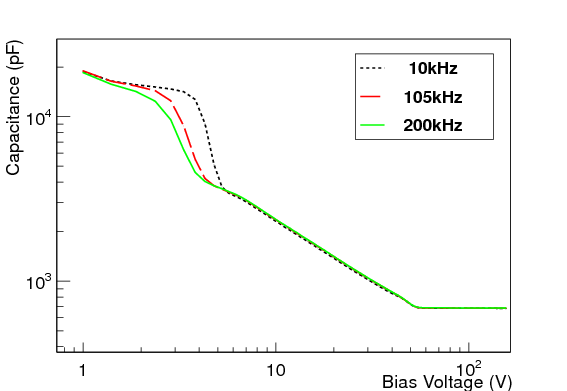 Capacitance (pF)
10kHz
105kHz
200kHz
10⁴
10³
1
10
10²
Bias Voltage (V)